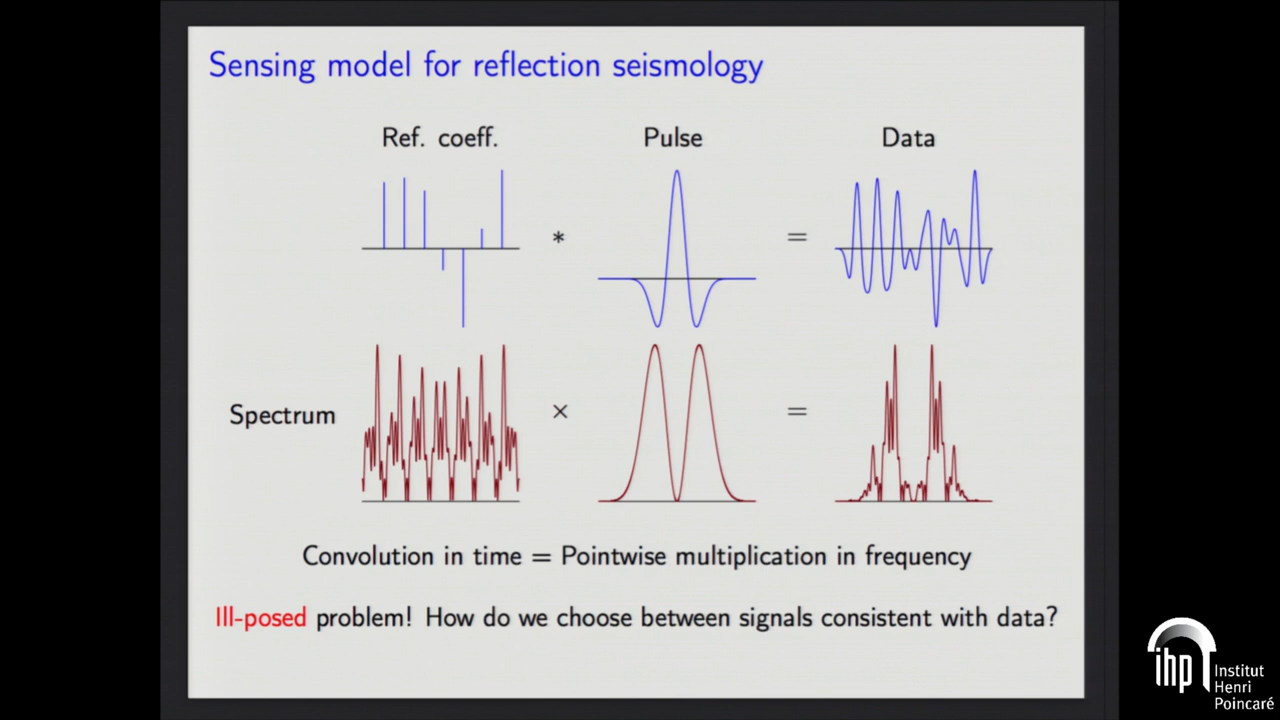 Sensing model for reflection seismology
Ref. coeff. Pulse Data
* =
Spectrum × =
Convolution in time = Pointwise multiplication in frequency
Ill-posed problem! How do we choose between signals consistent with data?
ihp Institut
Henri
Poincaré